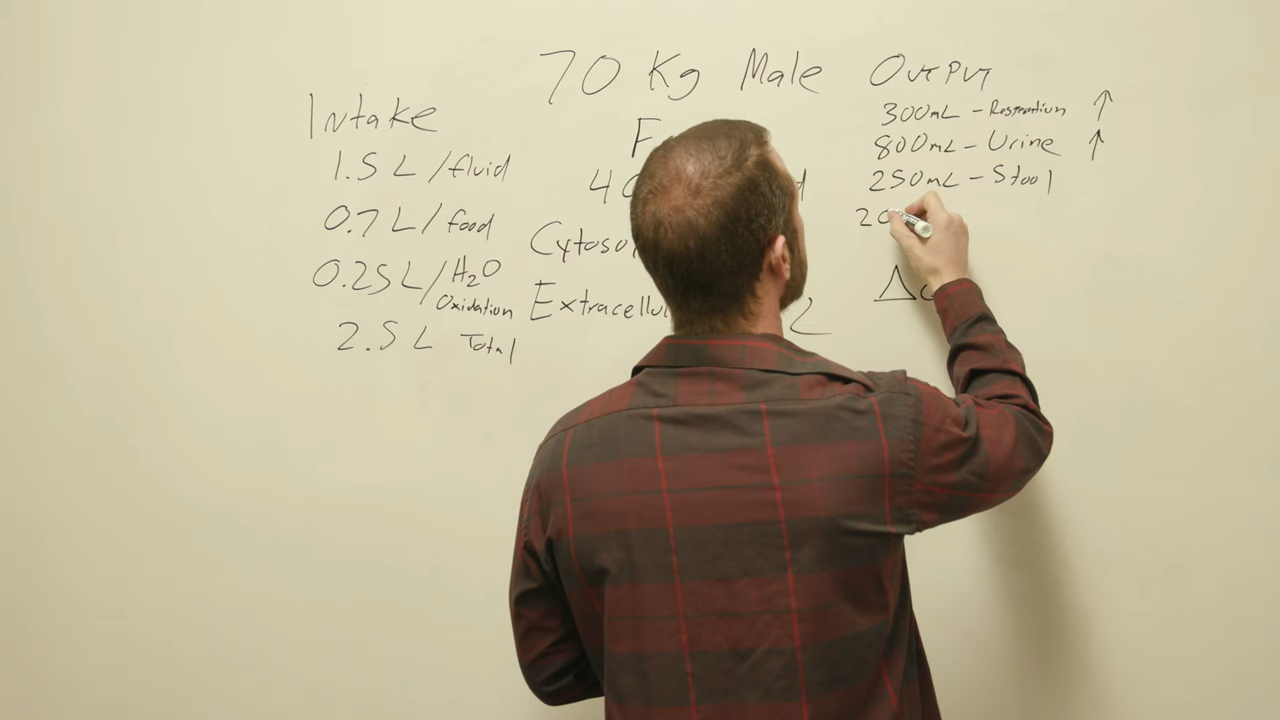 70 Kg Male
Intake
1.5 L / fluid
0.7 L / food
0.25 L / H2O
Oxidation
2.5 L Total
F
40
Cytoso
Extracellul
L
OUTPUT
300mL - Respiration ↑
800mL - Urine ↑
250mL - Stool
20
Δ